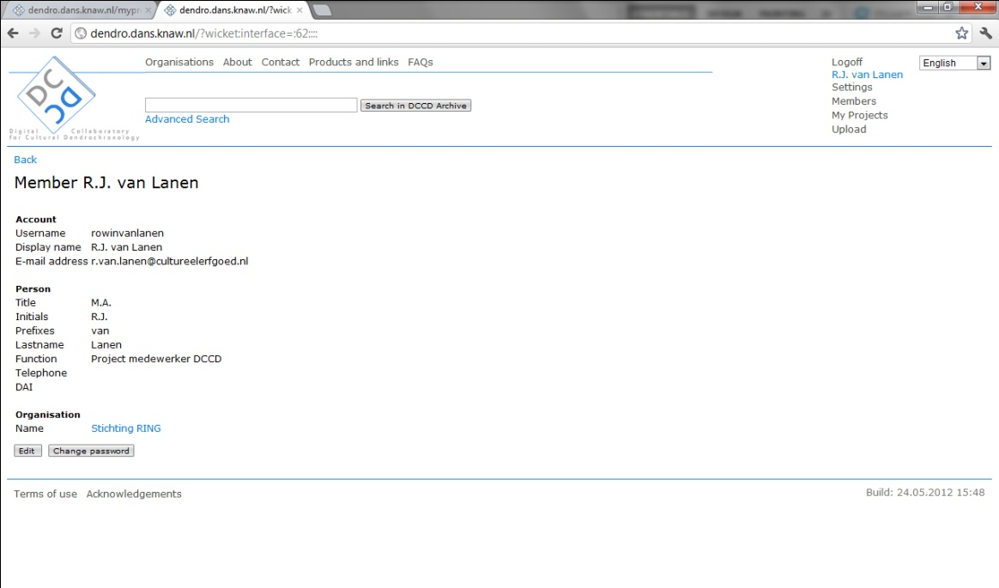 dendro.dans.knaw.nl/mypr
dendro.dans.knaw.nl/?wick
dendro.dans.knaw.nl/?wicket:interface=:62::::
DC
CD
Digital Collaboratory
for Cultural Dendrochronology
Organisations About Contact Products and links FAQs
Search in DCCD Archive
Advanced Search
Logoff
R.J. van Lanen
Settings
Members
My Projects
Upload
English
Back
Member R.J. van Lanen
Account
Username rowinvanlanen
Display name R.J. van Lanen
E-mail address r.van.lanen@cultureelerfgoed.nl
Person
Title M.A.
Initials R.J.
Prefixes van
Lastname Lanen
Function Project medewerker DCCD
Telephone
DAI
Organisation
Name Stichting RING
Edit Change password
Terms of use Acknowledgements
Build: 24.05.2012 15:48